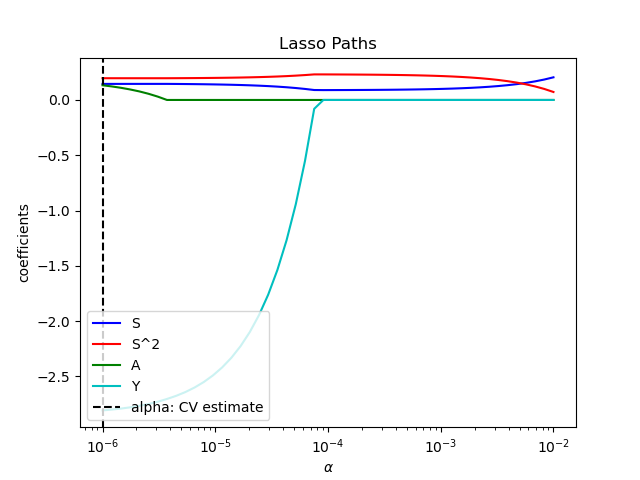 Lasso Paths
coefficients
0.0
−0.5
−1.0
−1.5
−2.0
−2.5
S
S^2
A
Y
alpha: CV estimate
10⁻⁶ 10⁻⁵ 10⁻⁴ 10⁻³ 10⁻²
α